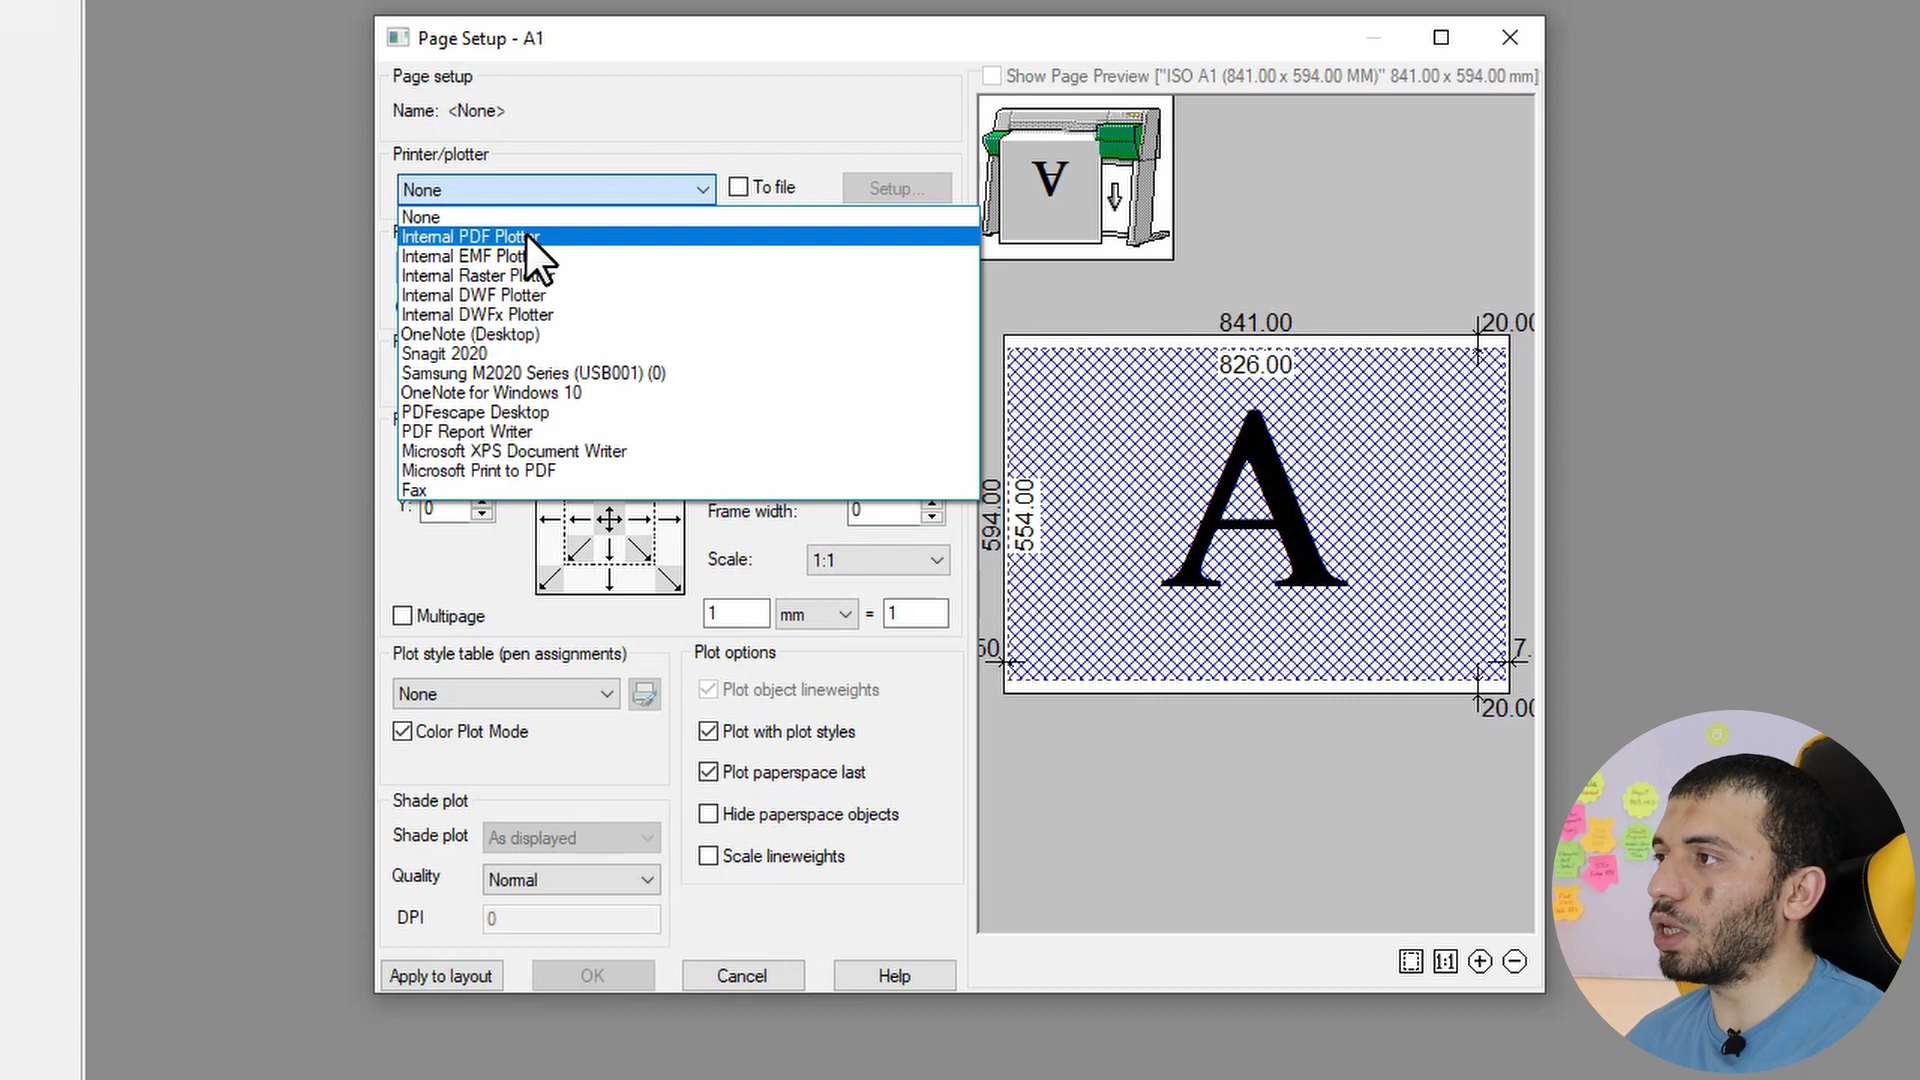 Page Setup - A1
Page setup
Name: <None>
Printer/plotter
None
To file
Setup...
None
Internal PDF Plotter
Internal EMF Plott
Internal Raster Plotter
Internal DWF Plotter
Internal DWFx Plotter
OneNote (Desktop)
Snagit 2020
Samsung M2020 Series (USB001) (0)
OneNote for Windows 10
PDFescape Desktop
PDF Report Writer
Microsoft XPS Document Writer
Microsoft Print to PDF
Fax
Y: 0
Frame width: 0
Scale: 1:1
Multipage
1 mm = 1
Plot style table (pen assignments)
None
Color Plot Mode
Shade plot
Shade plot As displayed
Quality Normal
DPI 0
Plot options
Plot object lineweights
Plot with plot styles
Plot paperspace last
Hide paperspace objects
Scale lineweights
Apply to layout
OK
Cancel
Help
Show Page Preview ["ISO A1 (841.00 x 594.00 MM)" 841.00 x 594.00 mm]
A
841.00
20.00
826.00
594.00
554.00
A
50
7.
20.00
1:1